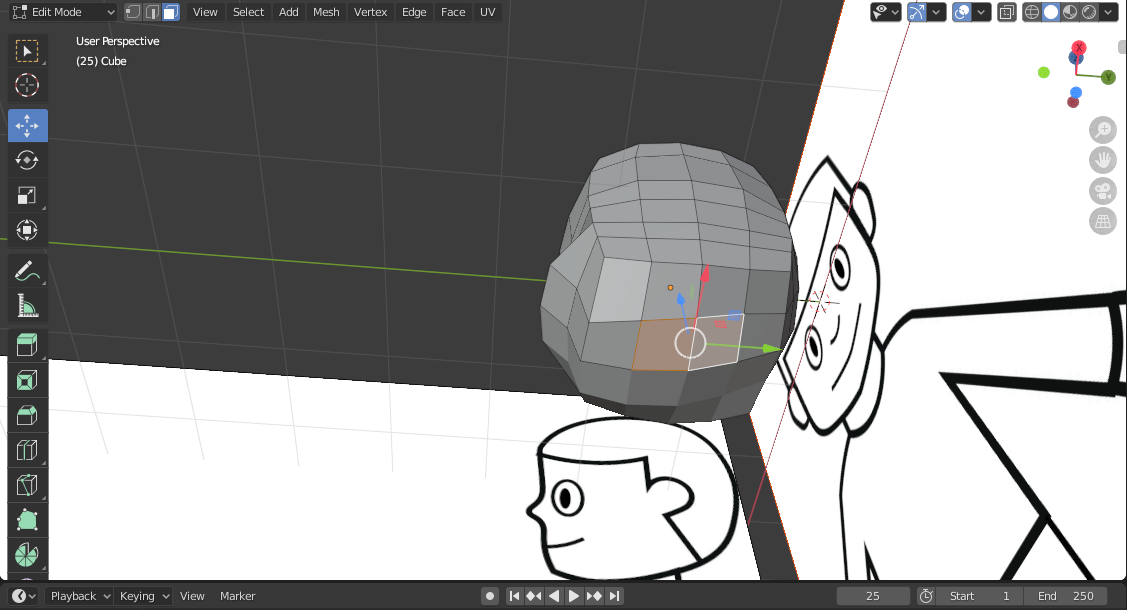 Edit Mode View Select Add Mesh Vertex Edge Face UV
User Perspective
(25) Cube
X
Y
Playback Keying View Marker 25 Start 1 End 250